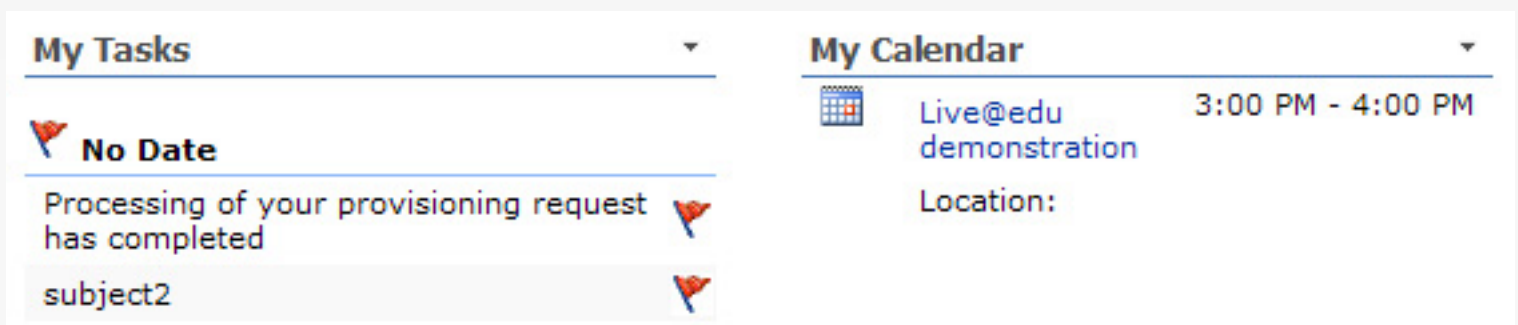 My Tasks
No Date
Processing of your provisioning request
has completed
subject2
My Calendar
Live@edu
demonstration
3:00 PM - 4:00 PM
Location: